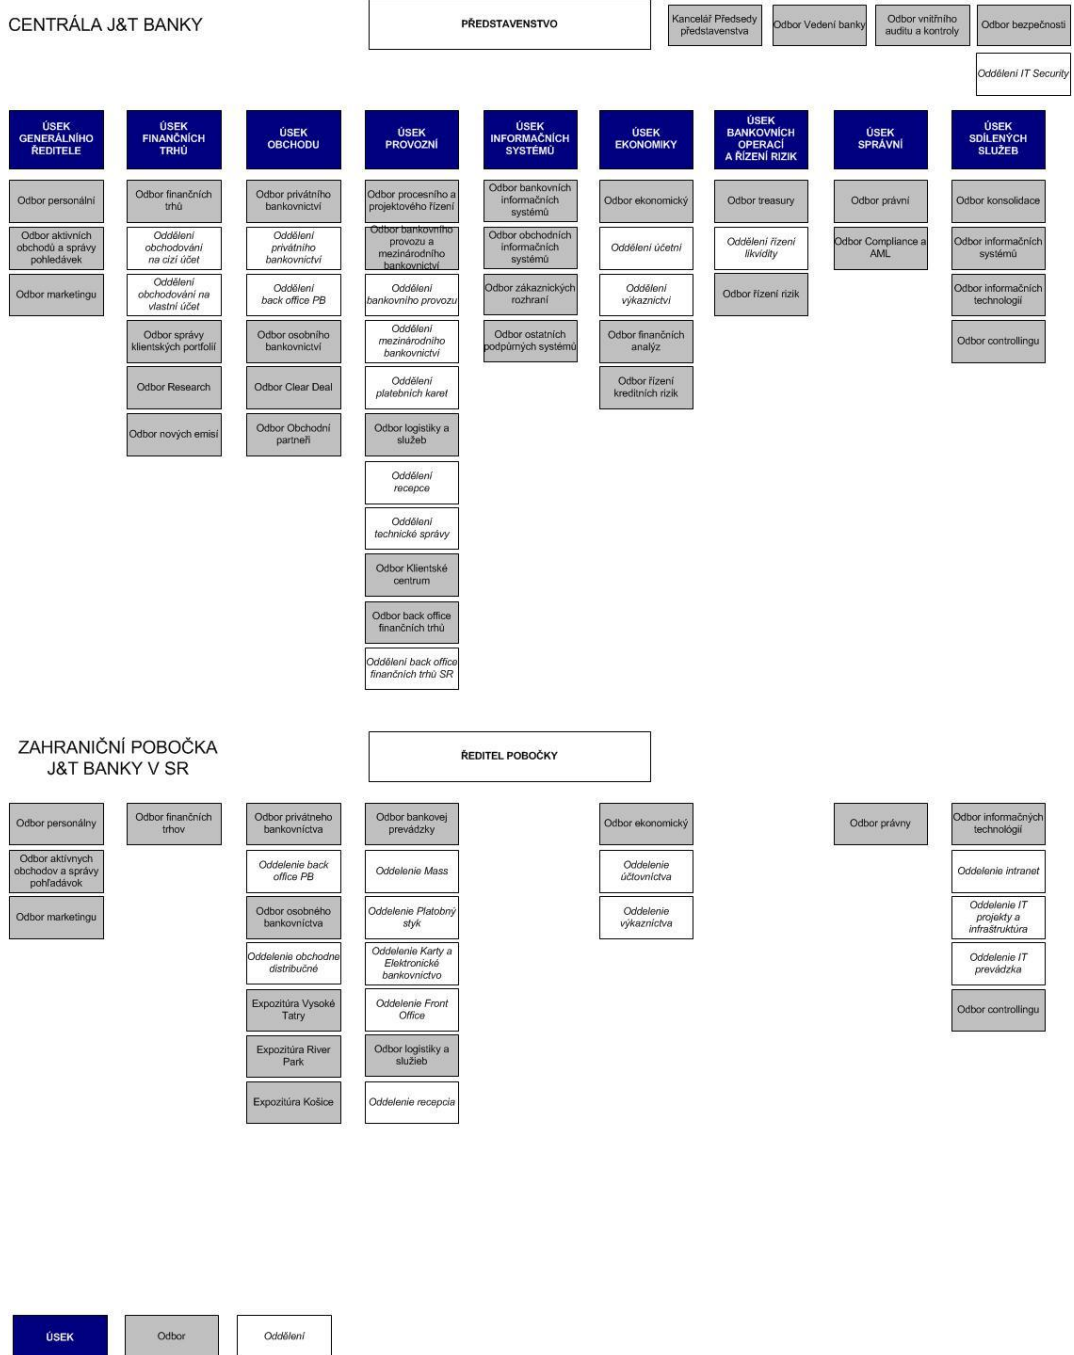 CENTRÁLA J&T BANKY
PŘEDSTAVENSTVO
Kancelář Předsedy
představenstva
Odbor Vedení banky
Odbor vnitřního
auditu a kontroly
Odbor bezpečnosti
Oddělení IT Security
ÚSEK
GENERÁLNÍHO
ŘEDITELE
ÚSEK
FINANČNÍCH
TRHŮ
ÚSEK
OBCHODU
ÚSEK
PROVOZNÍ
ÚSEK
INFORMAČNÍCH
SYSTÉMŮ
ÚSEK
EKONOMIKY
ÚSEK
BANKOVNÍCH
OPERACÍ
A ŘÍZENÍ RIZIK
ÚSEK
SPRÁVNÍ
ÚSEK
SDÍLENÝCH
SLUŽEB
Odbor personální
Odbor aktivních
obchodů a správy
pohledávek
Odbor marketingu
Odbor finančních
trhů
Oddělení
obchodování
na cizí účet
Oddělení
obchodování na
vlastní účet
Odbor správy
klientských portfolií
Odbor Research
Odbor nových emisí
Odbor privátního
bankovnictví
Oddělení
privátního
bankovnictví
Oddělení
back office PB
Odbor osobního
bankovnictví
Odbor Clear Deal
Odbor Obchodní
partneři
Odbor procesního a
projektového řízení
Odbor bankovního
provozu a
mezinárodního
bankovnictví
Oddělení
bankovního provozu
Oddělení
mezinárodního
bankovnictví
Oddělení
platebních karet
Odbor logistiky a
služeb
Oddělení
recepce
Oddělení
technické správy
Odbor Klientské
centrum
Odbor back office
finančních trhů
Oddělení back office
finančních trhů SR
Odbor bankovních
informačních
systémů
Odbor obchodních
informačních
systémů
Odbor zákaznických
rozhraní
Odbor ostatních
podpůrných systémů
Odbor ekonomický
Oddělení účetní
Oddělení
výkaznictví
Odbor finančních
analýz
Odbor řízení
kreditních rizik
Odbor treasury
Oddělení řízení
likvidity
Odbor řízení rizik
Odbor právní
Odbor Compliance a
AML
Odbor konsolidace
Odbor informačních
systémů
Odbor informačních
technologií
Odbor controllingu
ZAHRANIČNÍ POBOČKA
J&T BANKY V SR
ŘEDITEL POBOČKY
Odbor personálny
Odbor aktívnych
obchodov a správy
pohľadávok
Odbor marketingu
Odbor finančních
trhov
Odbor privátneho
bankovníctva
Oddelenie back
office PB
Odbor osobného
bankovníctva
Oddelenie obchodne
distribučné
Expozitúra Vysoké
Tatry
Expozitúra River
Park
Expozitúra Košice
Odbor bankovej
prevádzky
Oddelenie Mass
Oddelenie Platobný
styk
Oddelenie Karty a
Elektronické
bankovníctvo
Oddelenie Front
Office
Odbor logistiky a
služieb
Oddelenie recepcia
Odbor ekonomický
Oddelenie
účtovníctva
Oddelenie
výkazníctva
Odbor právny
Odbor informačných
technológií
Oddelenie intranet
Oddelenie IT
projekty a
infraštruktúra
Oddelenie IT
prevádzka
Odbor controllingu
ÚSEK
Odbor
Oddělení